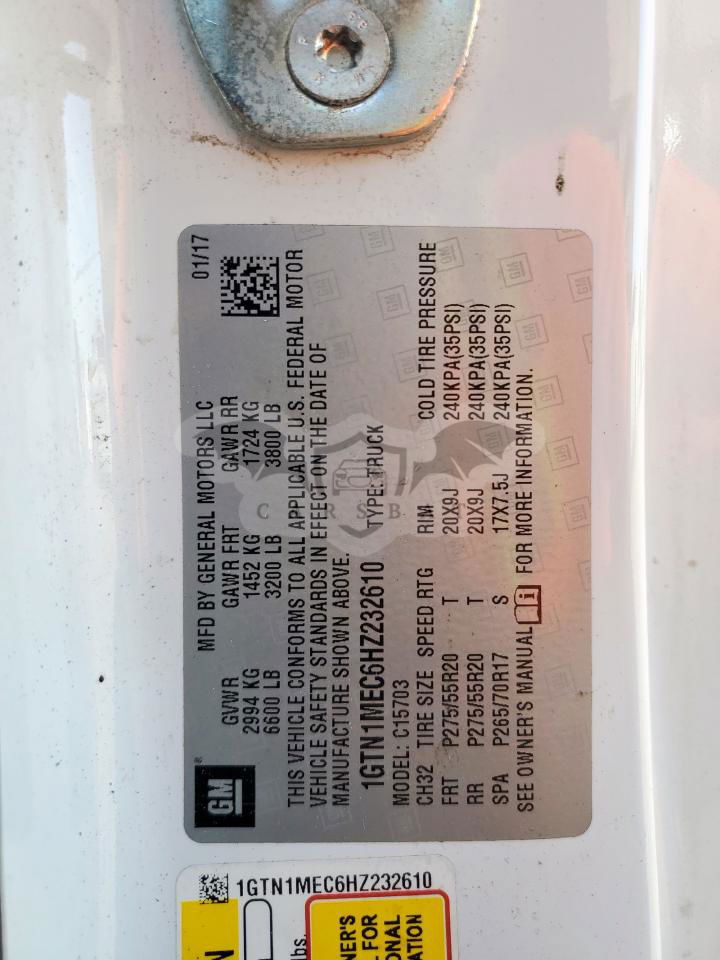 GM
®
MFD BY GENERAL MOTORS LLC 01/17
GVWR GAWR FRT GAWR RR
2994 KG 1452 KG 1724 KG
6600 LB 3200 LB 3800 LB
THIS VEHICLE CONFORMS TO ALL APPLICABLE U.S. FEDERAL MOTOR
VEHICLE SAFETY STANDARDS IN EFFECT ON THE DATE OF
MANUFACTURE SHOWN ABOVE.
1GTN1MEC6HZ232610 TYPE: TRUCK
MODEL: C15703
CH32 TIRE SIZE SPEED RTG RIM COLD TIRE PRESSURE
FRT P275/55R20 T 20X9J 240KPA(35PSI)
RR P275/55R20 T 20X9J 240KPA(35PSI)
SPA P265/70R17 S 17X7.5J 240KPA(35PSI)
SEE OWNER'S MANUAL i FOR MORE INFORMATION.
1GTN1MEC6HZ232610
lbs.